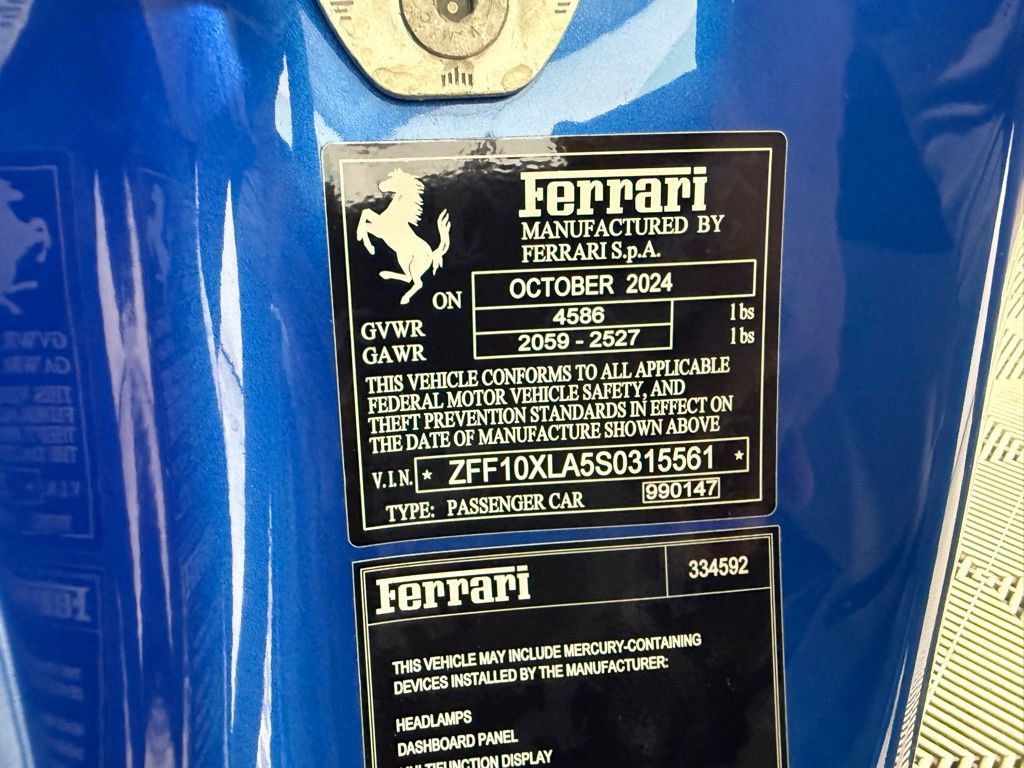 Ferrari
MANUFACTURED BY
FERRARI S.p.A.
ON OCTOBER 2024
GVWR 4586 lbs
GAWR 2059 - 2527 lbs
THIS VEHICLE CONFORMS TO ALL APPLICABLE
FEDERAL MOTOR VEHICLE SAFETY, AND
THEFT PREVENTION STANDARDS IN EFFECT ON
THE DATE OF MANUFACTURE SHOWN ABOVE
V.I.N. * ZFF10XLA5S0315561 *
TYPE: PASSENGER CAR 990147
Ferrari 334592
THIS VEHICLE MAY INCLUDE MERCURY-CONTAINING
DEVICES INSTALLED BY THE MANUFACTURER:
HEADLAMPS
DASHBOARD PANEL
MULTIFUNCTION DISPLAY